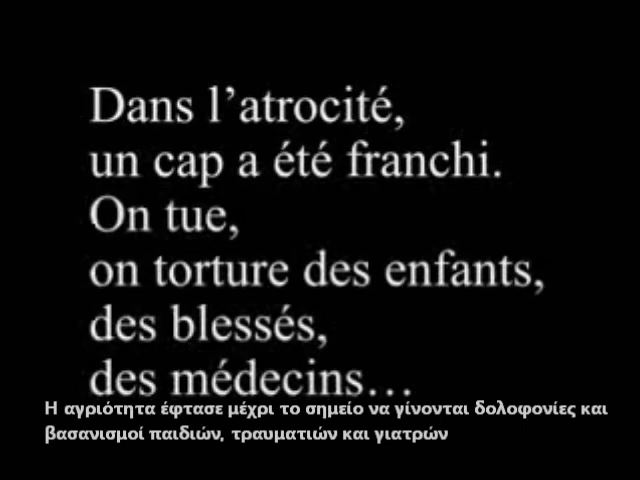 Dans l’atrocité,
un cap a été franchi.
On tue,
on torture des enfants,
des blessés,
des médecins…
Η αγριότητα έφτασε μέχρι το σημείο να γίνονται δολοφονίες και
βασανισμοί παιδιών, τραυματιών και γιατρών